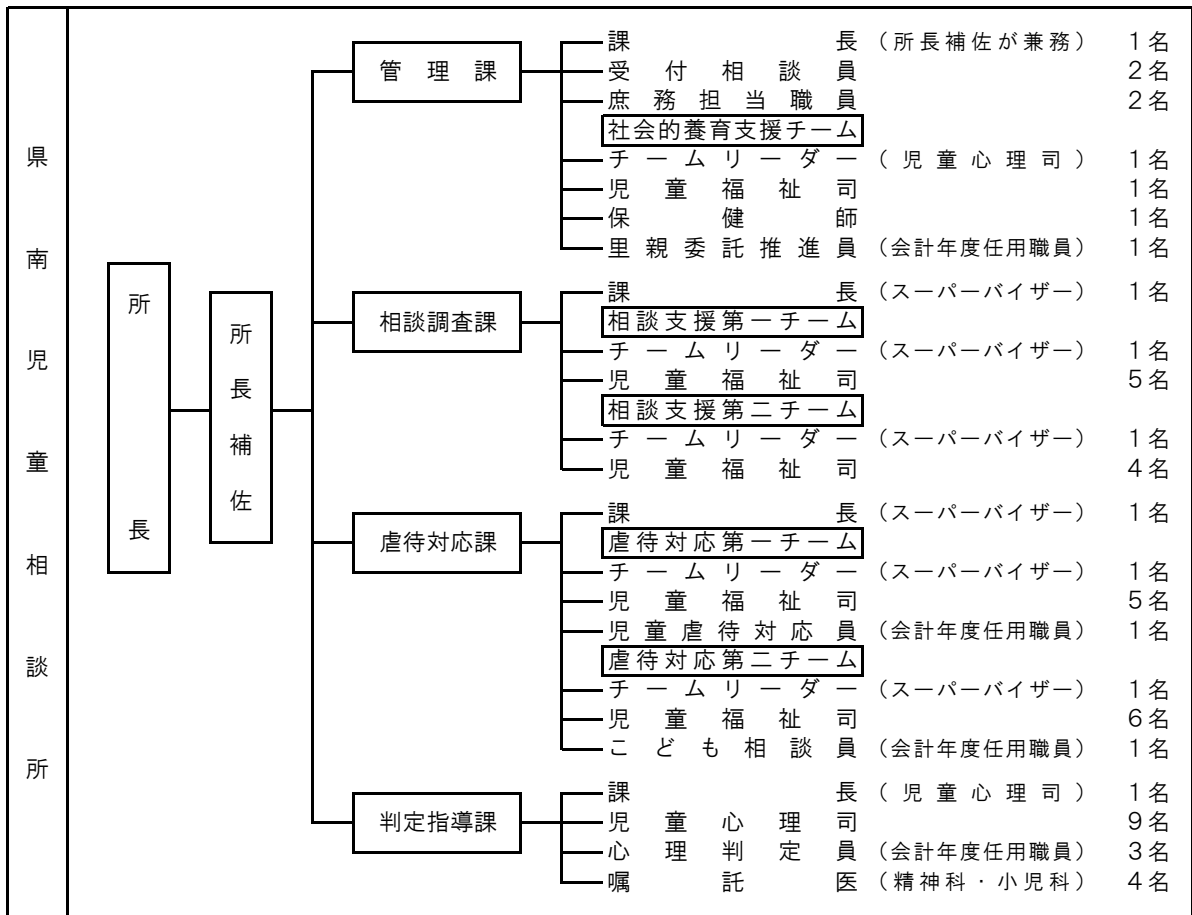 県南児童相談所
所長
所長補佐
管理課
課長（所長補佐が兼務） 1名
受付相談員 2名
庶務担当職員 2名
社会的養育支援チーム
チームリーダー（児童心理司） 1名
児童福祉司 1名
保健師 1名
里親委託推進員（会計年度任用職員） 1名
相談調査課
課長（スーパーバイザー） 1名
相談支援第一チーム
チームリーダー（スーパーバイザー） 1名
児童福祉司 5名
相談支援第二チーム
チームリーダー（スーパーバイザー） 1名
児童福祉司 4名
虐待対応課
課長（スーパーバイザー） 1名
虐待対応第一チーム
チームリーダー（スーパーバイザー） 1名
児童福祉司 5名
児童虐待対応員（会計年度任用職員） 1名
虐待対応第二チーム
チームリーダー（スーパーバイザー） 1名
児童福祉司 6名
こども相談員（会計年度任用職員） 1名
判定指導課
課長（児童心理司） 1名
児童心理司 9名
心理判定員（会計年度任用職員） 3名
嘱託医（精神科・小児科） 4名